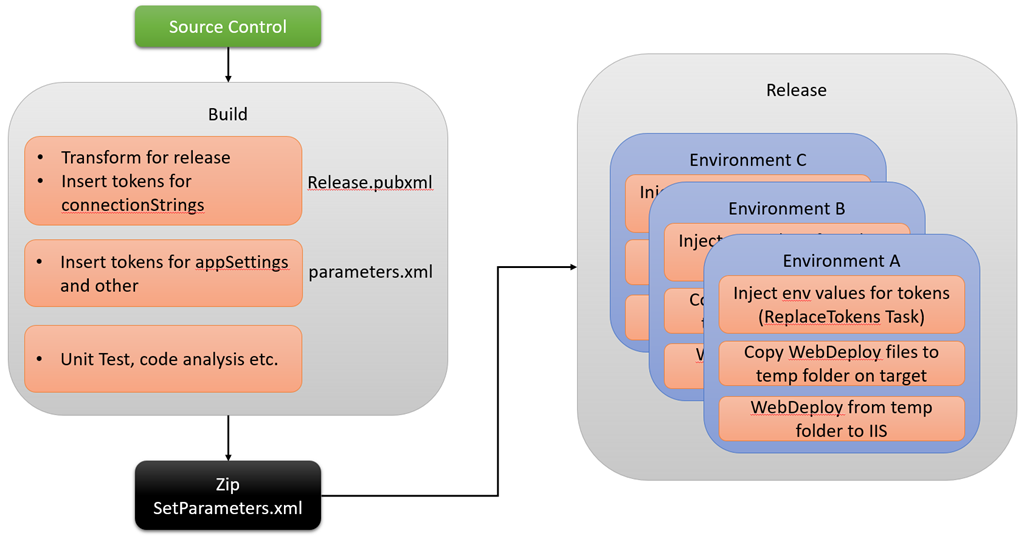 Source Control
Build
• Transform for release
• Insert tokens for
connectionStrings
Release.pubxml
• Insert tokens for appSettings
and other
parameters.xml
• Unit Test, code analysis etc.
Zip
SetParameters.xml
Release
Environment C
Environment B
Inject
Environment A
Inject env values for tokens
(ReplaceTokens Task)
Copy WebDeploy files to
temp folder on target
WebDeploy from temp
folder to IIS